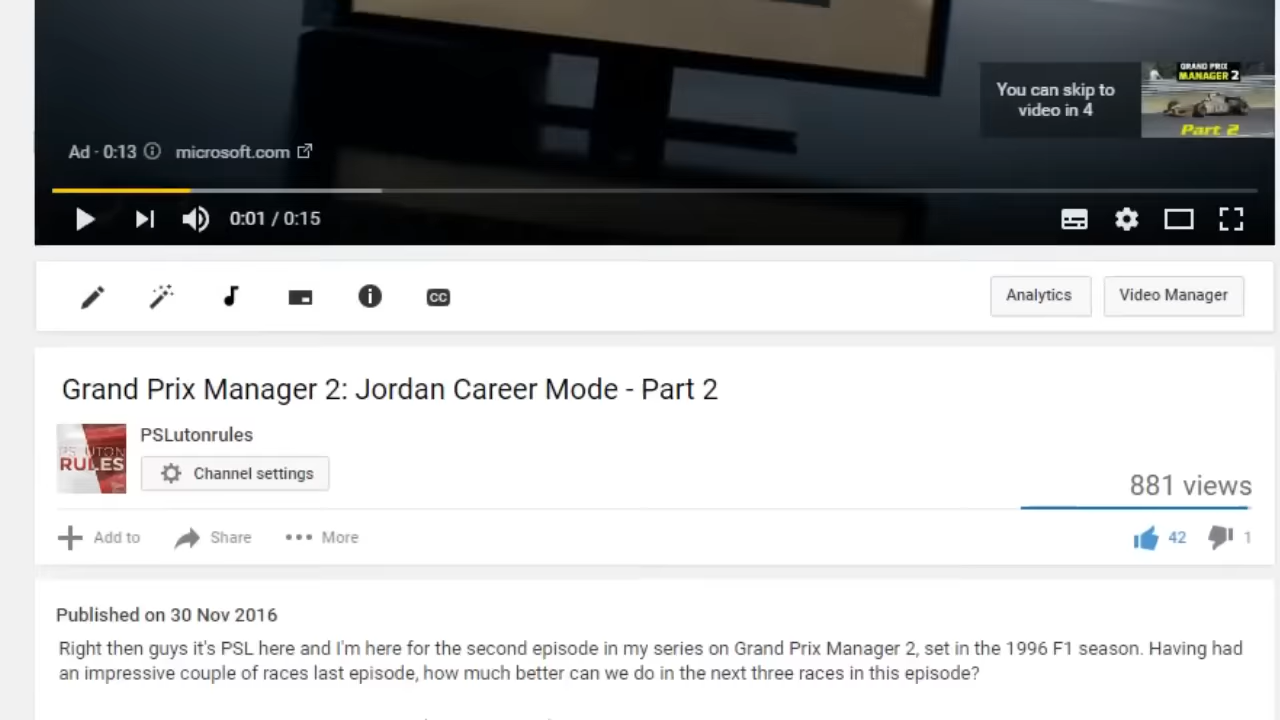 GRAND PRIX
MANAGER 2
You can skip to
video in 4
Part 2
Ad · 0:13 microsoft.com
0:01 / 0:15
CC
Analytics
Video Manager
Grand Prix Manager 2: Jordan Career Mode - Part 2
PSLutonrules
PS LUTON
RULES
Channel settings
881 views
Add to
Share
More
42
1
Published on 30 Nov 2016
Right then guys it's PSL here and I'm here for the second episode in my series on Grand Prix Manager 2, set in the 1996 F1 season. Having had
an impressive couple of races last episode, how much better can we do in the next three races in this episode?